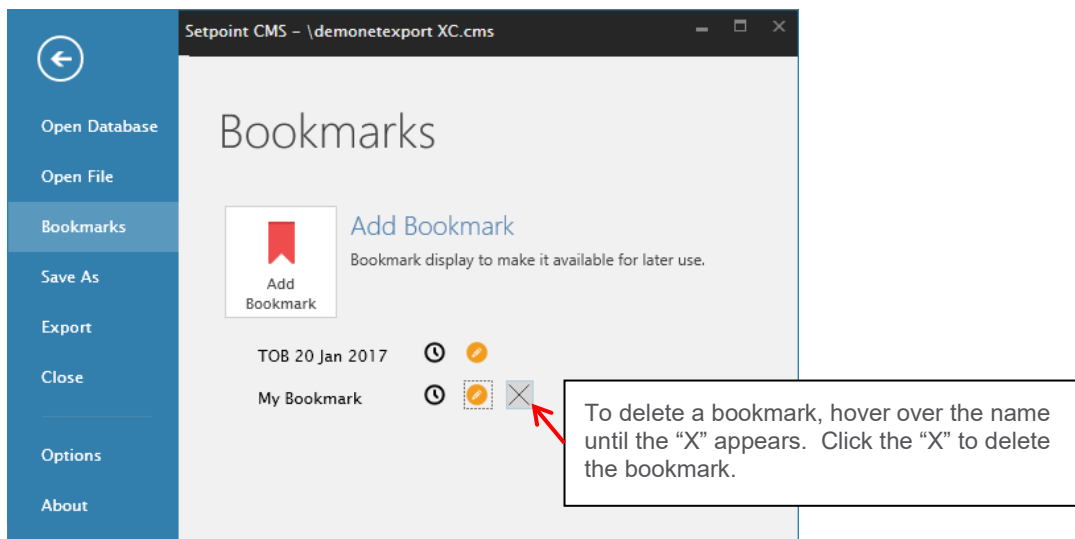 Setpoint CMS – \demonetexport XC.cms
Open Database
Open File
Bookmarks
Save As
Export
Close
Options
About
Bookmarks
Add Bookmark
Bookmark display to make it available for later use.
Add
Bookmark
TOB 20 Jan 2017
My Bookmark
To delete a bookmark, hover over the name
until the “X” appears.  Click the “X” to delete
the bookmark.